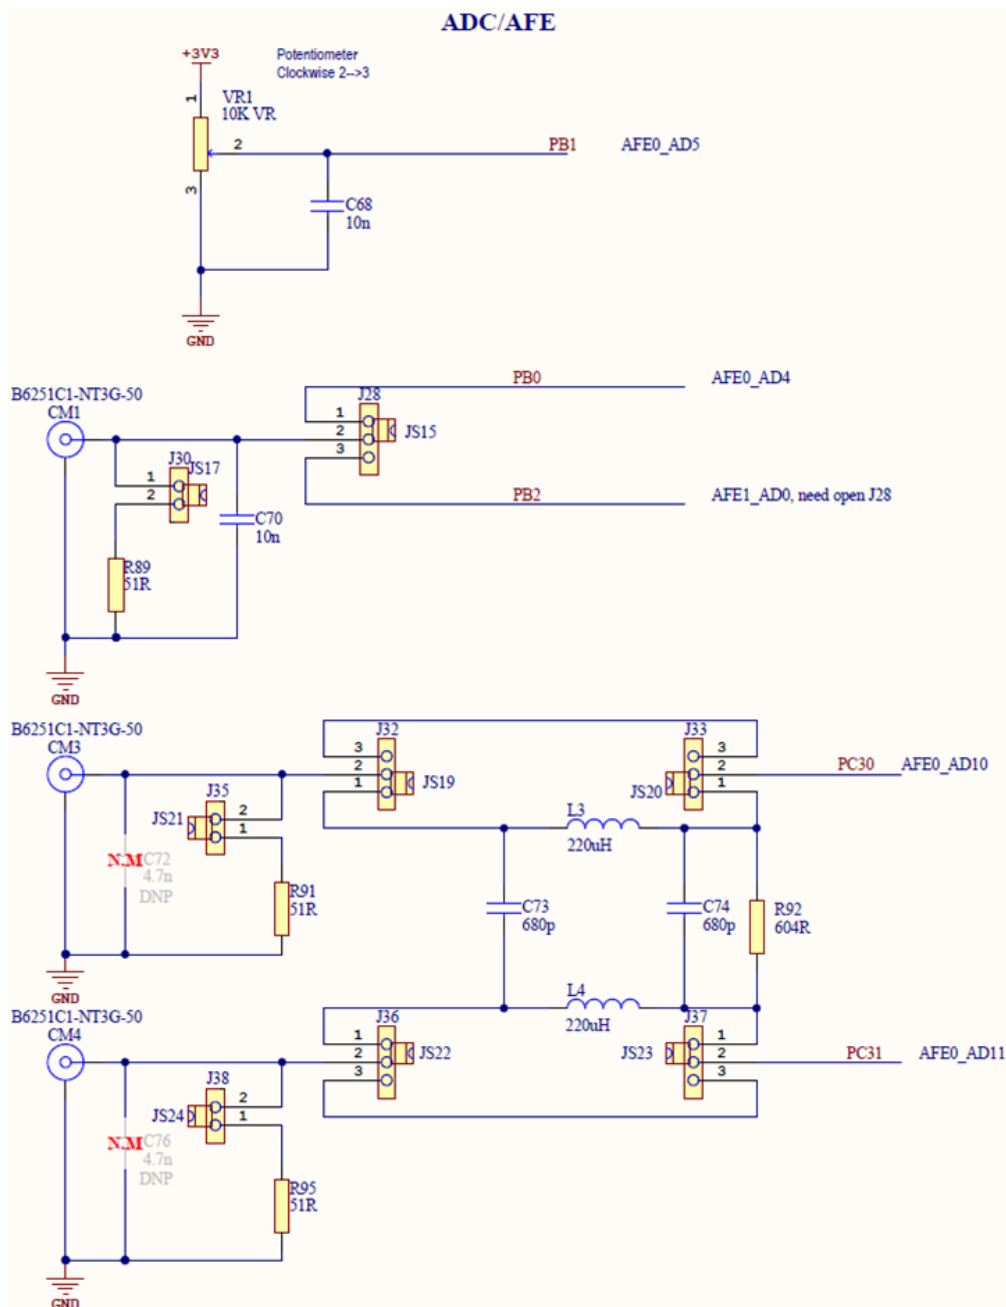 ADC/AFE
+3V3
Potentiometer
Clockwise 2-->3
1
VR1
10K VR
2
PB1
AFE0_AD5
3
C68
10n
GND
PB0
AFE0_AD4
B6251C1-NT3G-50
CM1
J28
1
2
3
JS15
J30
JS17
1
2
PB2
AFE1_AD0, need open J28
C70
10n
R89
51R
GND
B6251C1-NT3G-50
CM3
J32
3
2
1
JS19
J33
3
2
1
JS20
PC30
AFE0_AD10
J35
JS21
2
1
L3
220uH
N.M
C72
4.7n
DNP
R91
51R
C73
680p
C74
680p
R92
604R
GND
B6251C1-NT3G-50
CM4
L4
220uH
J36
1
2
3
JS22
J37
1
2
3
JS23
PC31
AFE0_AD11
J38
JS24
2
1
N.M
C76
4.7n
DNP
R95
51R
GND